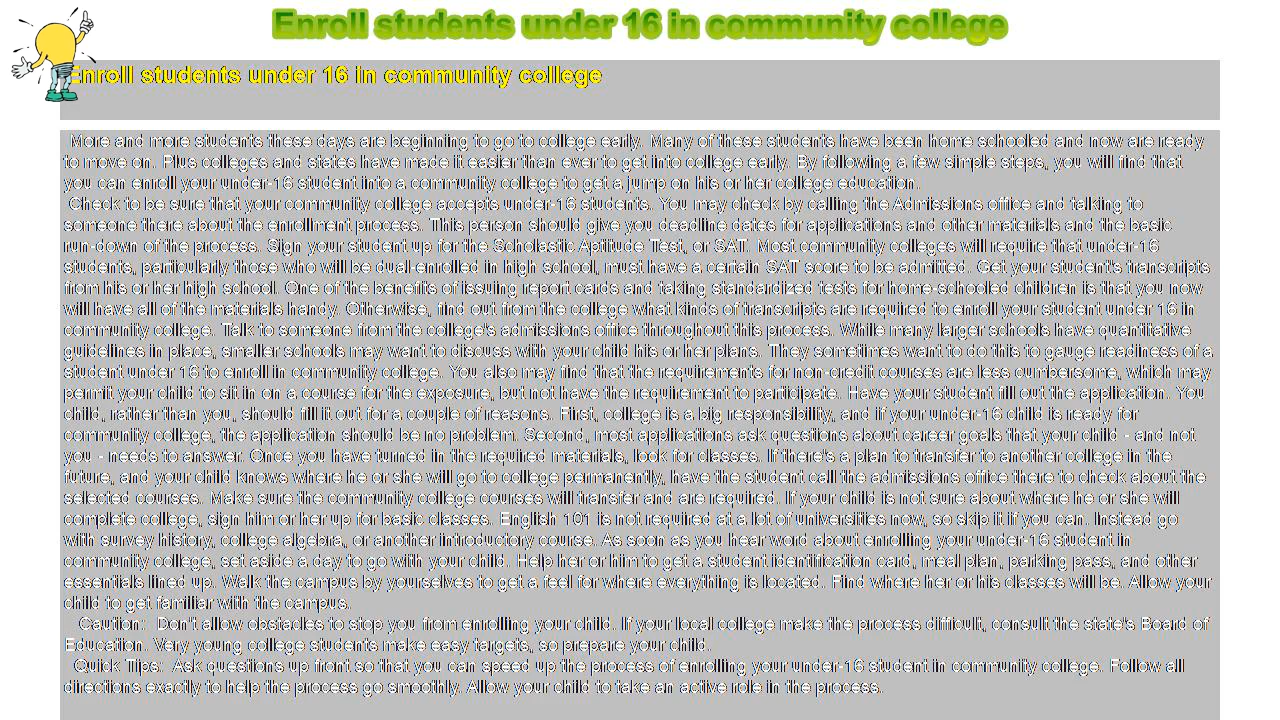 Enroll students under 16 in community college
Enroll students under 16 in community college
More and more students these days are beginning to go to college early. Many of these students have been home schooled and now are ready
to move on. Plus colleges and states have made it easier than ever to get into college early. By following a few simple steps, you will find that
you can enroll your under-16 student into a community college to get a jump on his or her college education.
Check to be sure that your community college accepts under-16 students. You may check by calling the Admissions office and talking to
someone there about the enrollment process. This person should give you deadline dates for applications and other materials and the basic
run-down of the process. Sign your student up for the Scholastic Aptitude Test, or SAT. Most community colleges will require that under-16
students, particularly those who will be dual-enrolled in high school, must have a certain SAT score to be admitted. Get your student's transcripts
from his or her high school. One of the benefits of issuing report cards and taking standardized tests for home-schooled children is that you now
will have all of the materials handy. Otherwise, find out from the college what kinds of transcripts are required to enroll your student under 16 in
community college. Talk to someone from the college's admissions office throughout this process. While many larger schools have quantitative
guidelines in place, smaller schools may want to discuss with your child his or her plans. They sometimes want to do this to gauge readiness of a
student under 16 to enroll in community college. You also may find that the requirements for non-credit courses are less cumbersome, which may
permit your child to sit in on a course for the exposure, but not have the requirement to participate. Have your student fill out the application. You
child, rather than you, should fill it out for a couple of reasons. First, college is a big responsibility, and if your under-16 child is ready for
community college, the application should be no problem. Second, most applications ask questions about career goals that your child - and not
you - needs to answer. Once you have turned in the required materials, look for classes. If there's a plan to transfer to another college in the
future, and your child knows where he or she will go to college permanently, have the student call the admissions office there to check about the
selected courses. Make sure the community college courses will transfer and are required. If your child is not sure about where he or she will
complete college, sign him or her up for basic classes. English 101 is not required at a lot of universities now, so skip it if you can. Instead go
with survey history, college algebra, or another introductory course. As soon as you hear word about enrolling your under-16 student in
community college, set aside a day to go with your child. Help her or him to get a student identification card, meal plan, parking pass, and other
essentials lined up. Walk the campus by yourselves to get a feel for where everything is located. Find where her or his classes will be. Allow your
child to get familiar with the campus.
Caution: Don't allow obstacles to stop you from enrolling your child. If your local college make the process difficult, consult the state's Board of
Education. Very young college students make easy targets, so prepare your child.
Quick Tips: Ask questions up front so that you can speed up the process of enrolling your under-16 student in community college. Follow all
directions exactly to help the process go smoothly. Allow your child to take an active role in the process.